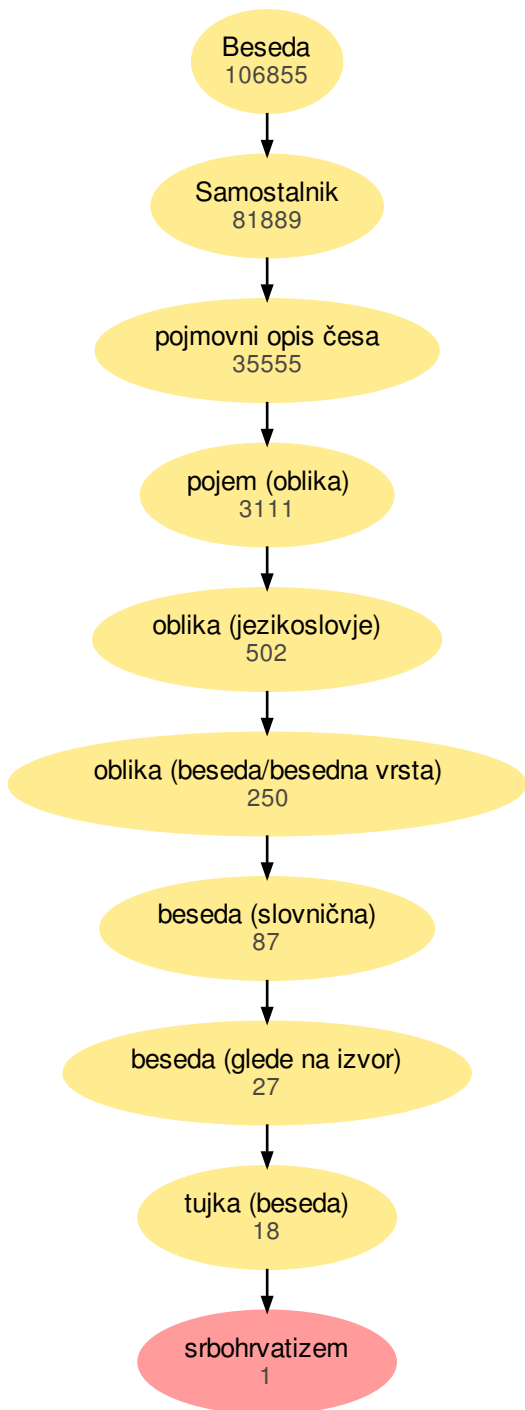 Beseda
106855
Samostalnik
81889
pojmovni opis česa
35555
pojem (oblika)
3111
oblika (jezikoslovje)
502
oblika (beseda/besedna vrsta)
250
beseda (slovnična)
87
beseda (glede na izvor)
27
tujka (beseda)
18
srbohrvatizem
1